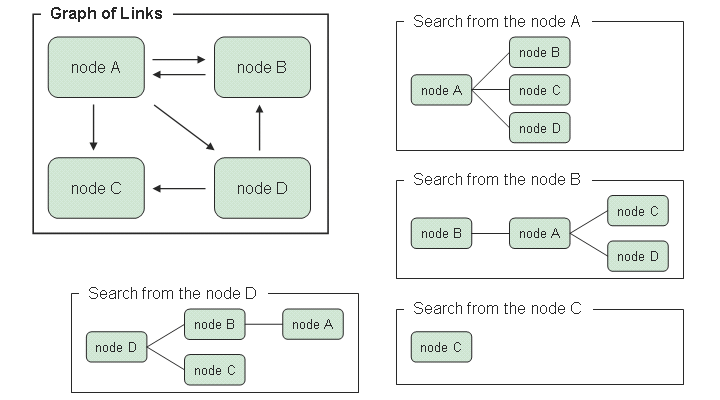 Graph of Links
node A
node B
node C
node D
Search from the node A
node A
node B
node C
node D
Search from the node B
node B
node A
node C
node D
Search from the node D
node D
node B
node A
node C
Search from the node C
node C